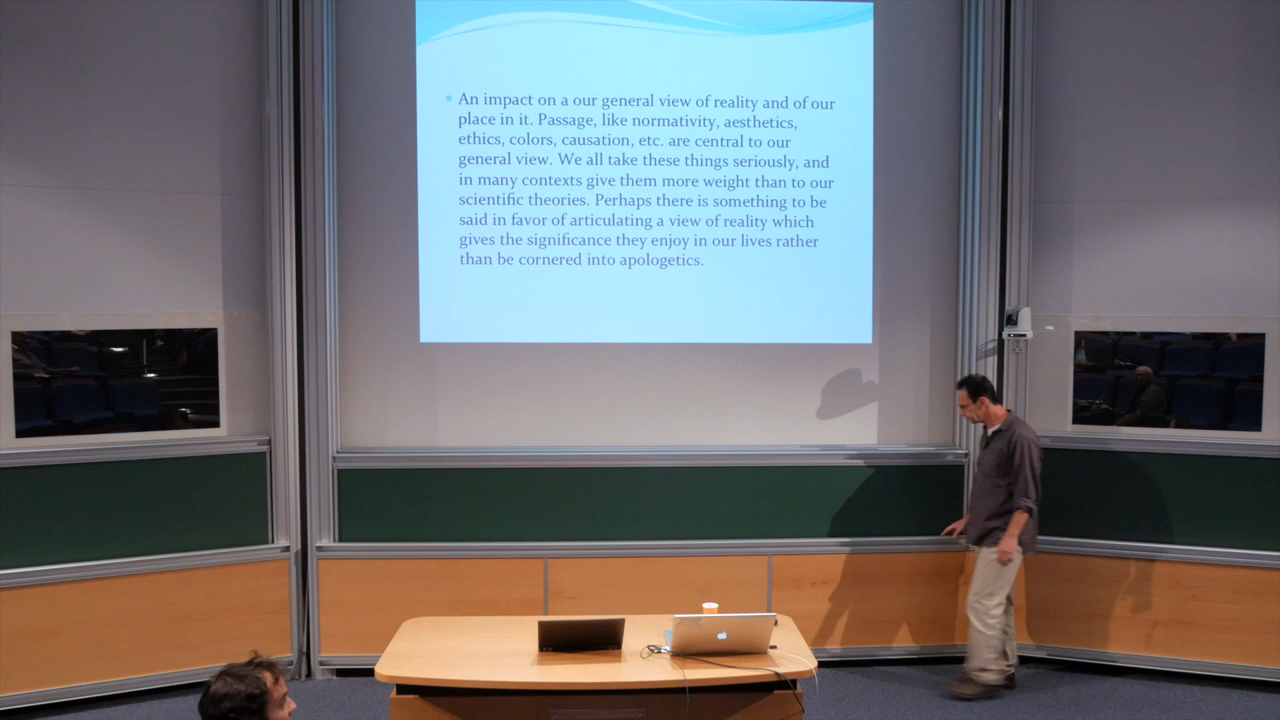 An impact on a our general view of reality and of our
place in it. Passage, like normativity, aesthetics,
ethics, colors, causation, etc. are central to our
general view. We all take these things seriously, and
in many contexts give them more weight than to our
scientific theories. Perhaps there is something to be
said in favor of articulating a view of reality which
gives the significance they enjoy in our lives rather
than be cornered into apologetics.